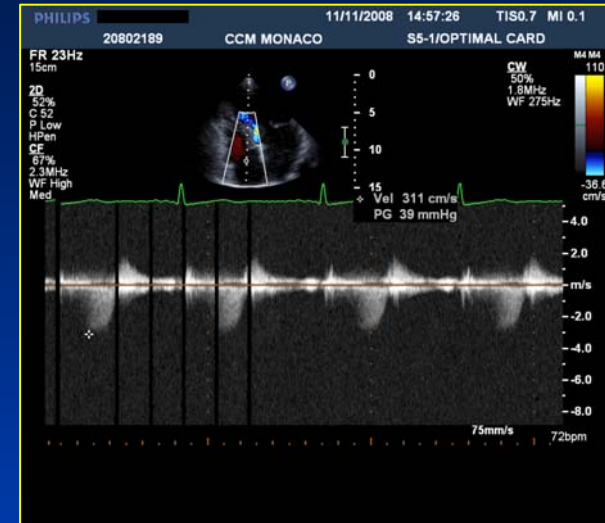 PHILIPS 11/11/2008 14:57:26 TIS0.7 MI 0.1
20802189 CCM MONACO S5-1/OPTIMAL CARD
FR 23Hz
15cm
2D
52%
C 52
P Low
HPen
CF
67%
2.3MHz
WF High
Med
0
5
10
15
CW
50%
1.8MHz
WF 275Hz
M4 M4
110
-36.6
cm/s
Vel 311 cm/s
PG 39 mmHg
-4.0
-2.0
m/s
-2.0
-4.0
-6.0
-8.0
75mm/s
72bpm